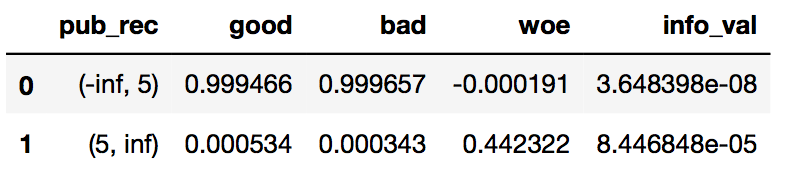 pub_rec good bad woe info_val
0 (-inf, 5) 0.999466 0.999657 -0.000191 3.648398e-08
1 (5, inf) 0.000534 0.000343 0.442322 8.446848e-05